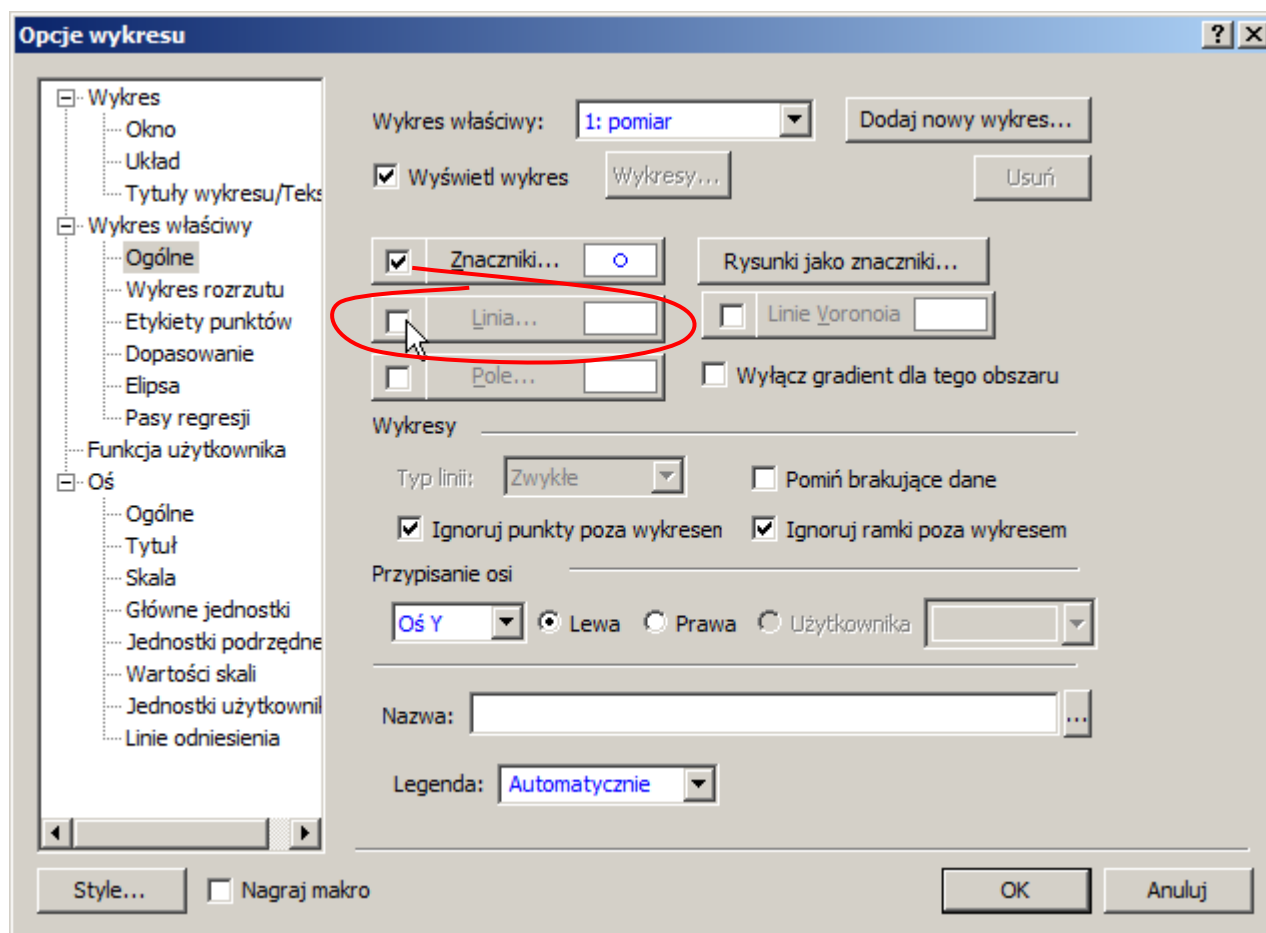 Opcje wykresu
Wykres
Okno
Układ
Tytuły wykresu/Teks
Wykres właściwy
Ogólne
Wykres rozrzutu
Etykiety punktów
Dopasowanie
Elipsa
Pasy regresji
Funkcja użytkownika
Oś
Ogólne
Tytuł
Skala
Główne jednostki
Jednostki podrzędne
Wartości skali
Jednostki użytkownil
Linie odniesienia
Wykres właściwy: 1: pomiar Dodaj nowy wykres...
Wyświetl wykres Wykresy... Usuń
Znaczniki... Rysunki jako znaczniki...
Linia... Linie Voronoia
Pole... Wyłącz gradient dla tego obszaru
Wykresy
Typ linii: Zwykłe Pomiń brakujące dane
Ignoruj punkty poza wykresem Ignoruj ramki poza wykresem
Przypisanie osi
Oś Y Lewa Prawa Użytkownika
Nazwa: ...
Legenda: Automatycznie
Style... Nagraj makro OK Anuluj